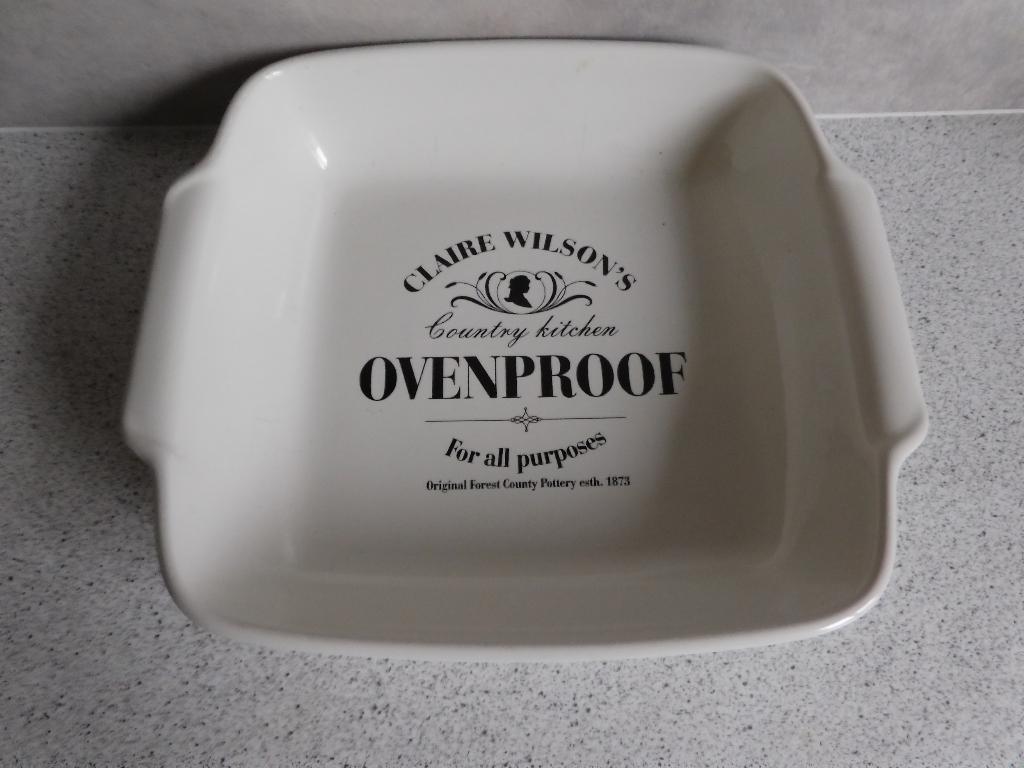 CLAIRE WILSON'S
Country kitchen
OVENPROOF
For all purposes
Original Forest County Pottery esth. 1873